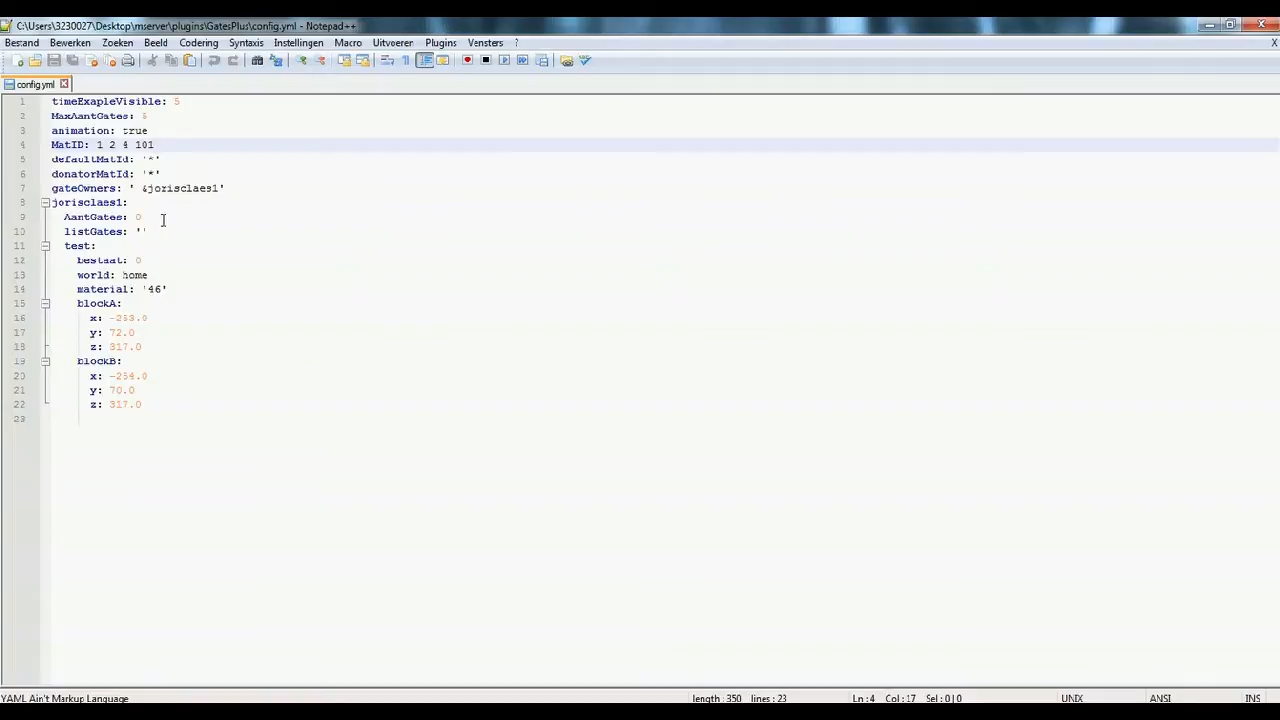 C:\Users\3230027\Desktop\mserver\plugins\GatesPlus\config.yml - Notepad++
Bestand Bewerken Zoeken Beeld Codering Syntaxis Instellingen Macro Uitvoeren Plugins Vensters ? X
config.yml
1 timeExapleVisible: 5
2 MaxAantGates: 5
3 animation: true
4 MatID: 1 2 4 101
5 defaultMatId: '*'
6 donatorMatId: '*'
7 gateOwners: ' &jorisclaes1'
8 jorisclaes1:
9 AantGates: 0
10 listGates: ''
11 test:
12 bestaat: 0
13 world: home
14 material: '46'
15 blockA:
16 x: -253.0
17 y: 72.0
18 z: 317.0
19 blockB:
20 x: -254.0
21 y: 70.0
22 z: 317.0
23
YAML Ain't Markup Language length : 350 lines : 23 Ln : 4 Col : 17 Sel : 0 | 0 UNIX ANSI INS